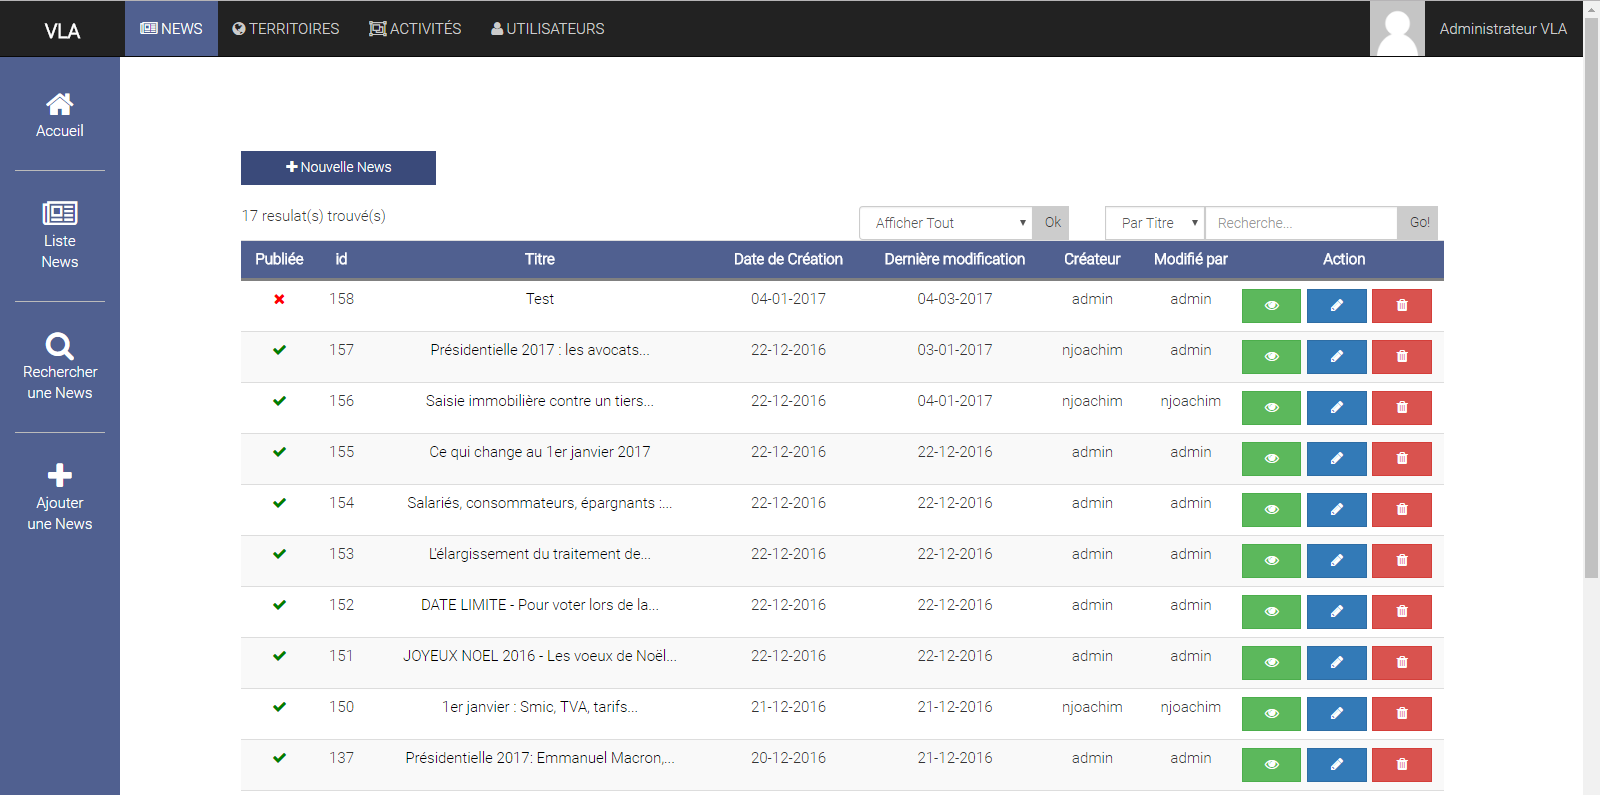 VLA NEWS TERRITOIRES ACTIVITÉS UTILISATEURS Administrateur VLA
Accueil
Liste
News
Rechercher
une News
Ajouter
une News
Nouvelle News
17 resulat(s) trouvé(s) Afficher Tout Ok Par Titre Recherche... Go!
Publiée id Titre Date de Création Dernière modification Créateur Modifié par Action
158 Test 04-01-2017 04-03-2017 admin admin
157 Présidentielle 2017 : les avocats... 22-12-2016 03-01-2017 njoachim admin
156 Saisie immobilière contre un tiers... 22-12-2016 04-01-2017 njoachim njoachim
155 Ce qui change au 1er janvier 2017 22-12-2016 22-12-2016 admin admin
154 Salariés, consommateurs, épargnants :... 22-12-2016 22-12-2016 admin admin
153 L'élargissement du traitement de... 22-12-2016 22-12-2016 admin admin
152 DATE LIMITE - Pour voter lors de la... 22-12-2016 22-12-2016 admin admin
151 JOYEUX NOEL 2016 - Les voeux de Noël... 22-12-2016 22-12-2016 admin admin
150 1er janvier : Smic, TVA, tarifs... 21-12-2016 21-12-2016 njoachim njoachim
137 Présidentielle 2017: Emmanuel Macron,... 20-12-2016 21-12-2016 admin admin